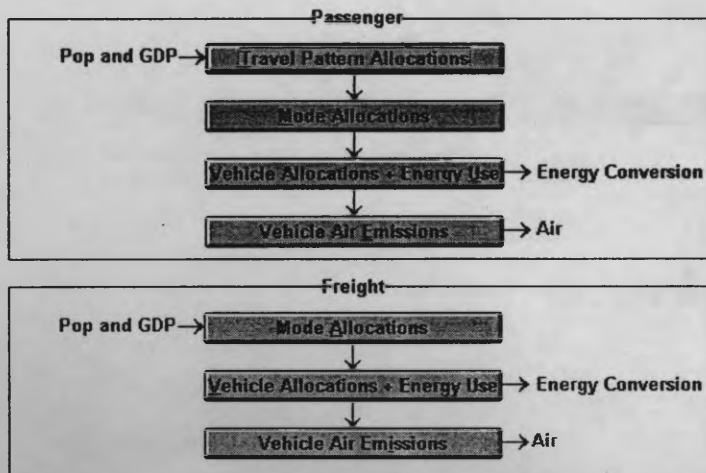 Passenger
Pop and GDP
Travel Pattern Allocations
Mode Allocations
Vehicle Allocations + Energy Use
Energy Conversion
Vehicle Air Emissions
Air
Freight
Pop and GDP
Mode Allocations
Vehicle Allocations + Energy Use
Energy Conversion
Vehicle Air Emissions
Air